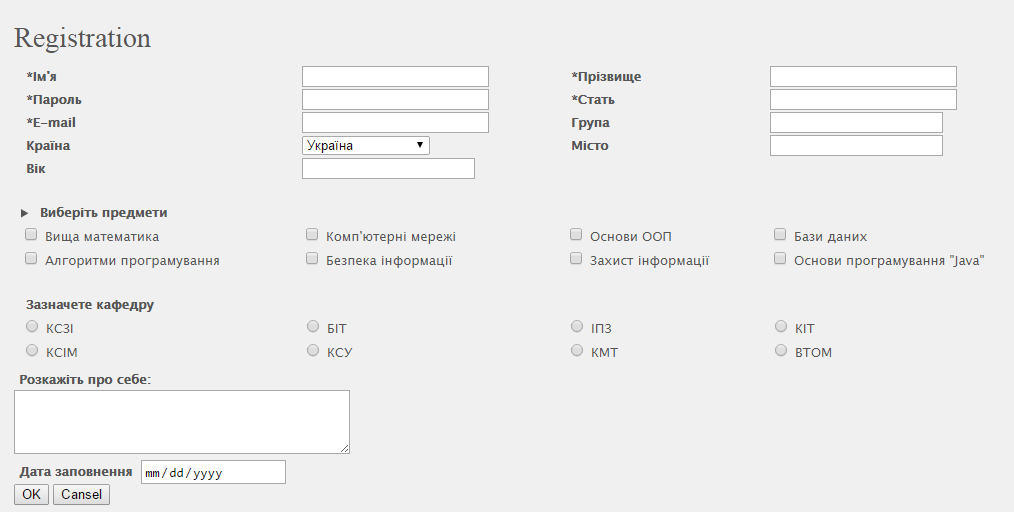 Registration
*Ім'я *Прізвище
*Пароль *Стать
*E-mail Група
Країна Україна Місто
Вік
Виберіть предмети
Вища математика Комп'ютерні мережі Основи ООП Бази даних
Алгоритми програмування Безпека інформації Захист інформації Основи програмування "Java"
Зазначете кафедру
КСЗІ БІТ ІПЗ КІТ
КСІМ КСУ КМТ ВТОМ
Розкажіть про себе:
Дата заповнення mm/dd/yyyy
OK Cansel